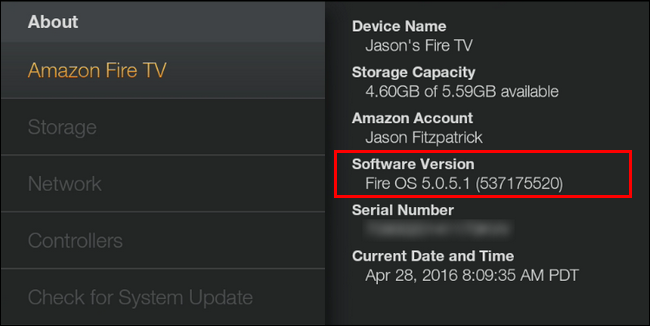 About
Amazon Fire TV
Storage
Network
Controllers
Check for System Update
Device Name
Jason's Fire TV
Storage Capacity
4.60GB of 5.59GB available
Amazon Account
Jason Fitzpatrick
Software Version
Fire OS 5.0.5.1 (537175520)
Serial Number
Current Date and Time
Apr 28, 2016 8:09:35 AM PDT